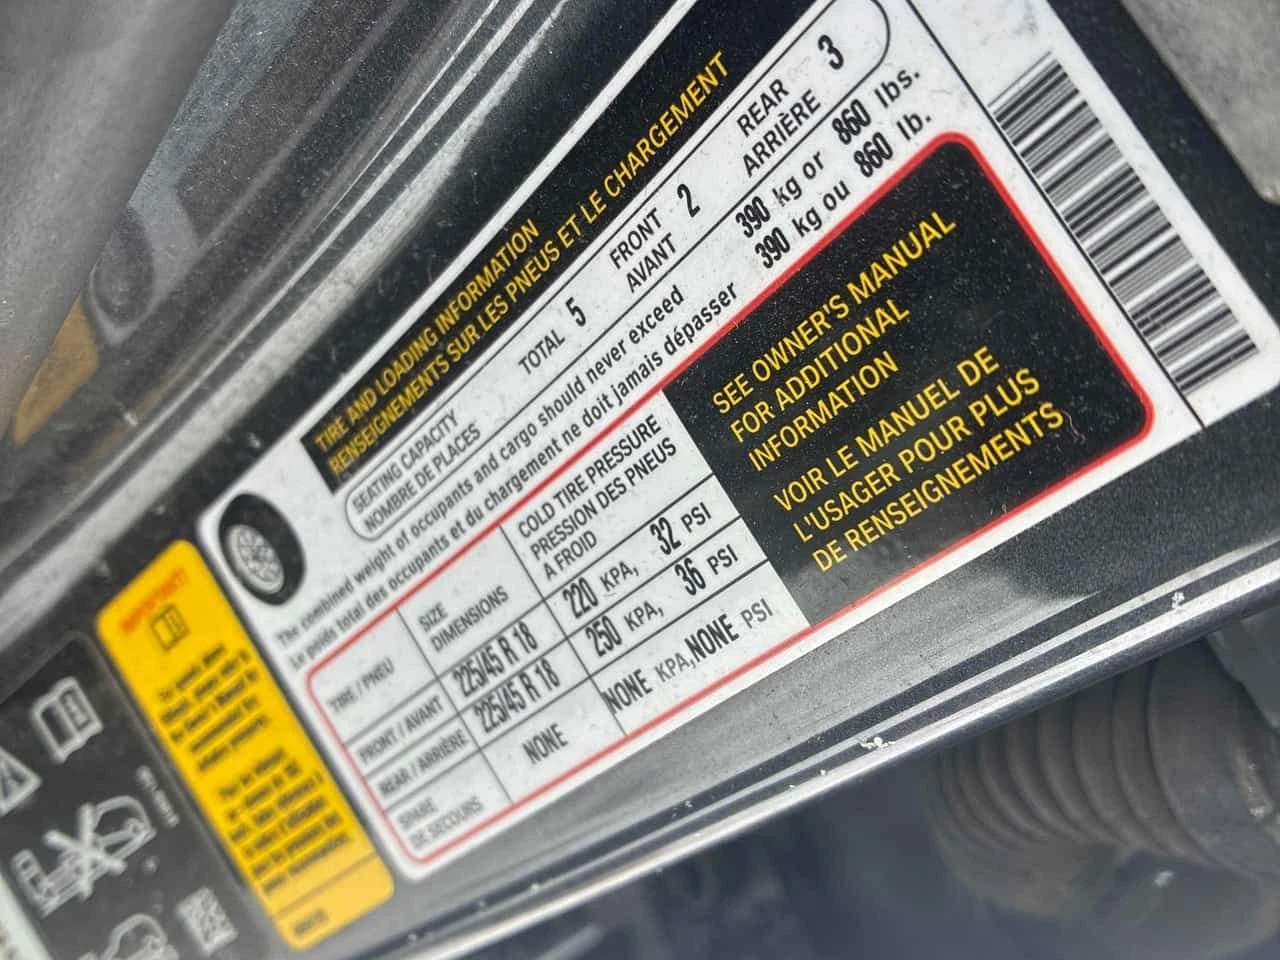 TIRE AND LOADING INFORMATION
RENSEIGNEMENTS SUR LES PNEUS ET LE CHARGEMENT
SEATING CAPACITY
NOMBRE DE PLACES
TOTAL 5
FRONT
AVANT
2
REAR
ARRIÈRE
3
The combined weight of occupants and cargo should never exceed 390 kg or 860 lbs.
Le poids total des occupants et du chargement ne doit jamais dépasser 390 kg ou 860 lb.
TIRE / PNEU
SIZE
DIMENSIONS
COLD TIRE PRESSURE
PRESSION DES PNEUS
A FROID
FRONT / AVANT 225/45 R 18 220 KPA, 32 PSI
REAR / ARRIÈRE 225/45 R 18 250 KPA, 36 PSI
SPARE
DE SECOURS
NONE NONE KPA, NONE PSI
SEE OWNER'S MANUAL
FOR ADDITIONAL
INFORMATION
VOIR LE MANUEL DE
L'USAGER POUR PLUS
DE RENSEIGNEMENTS